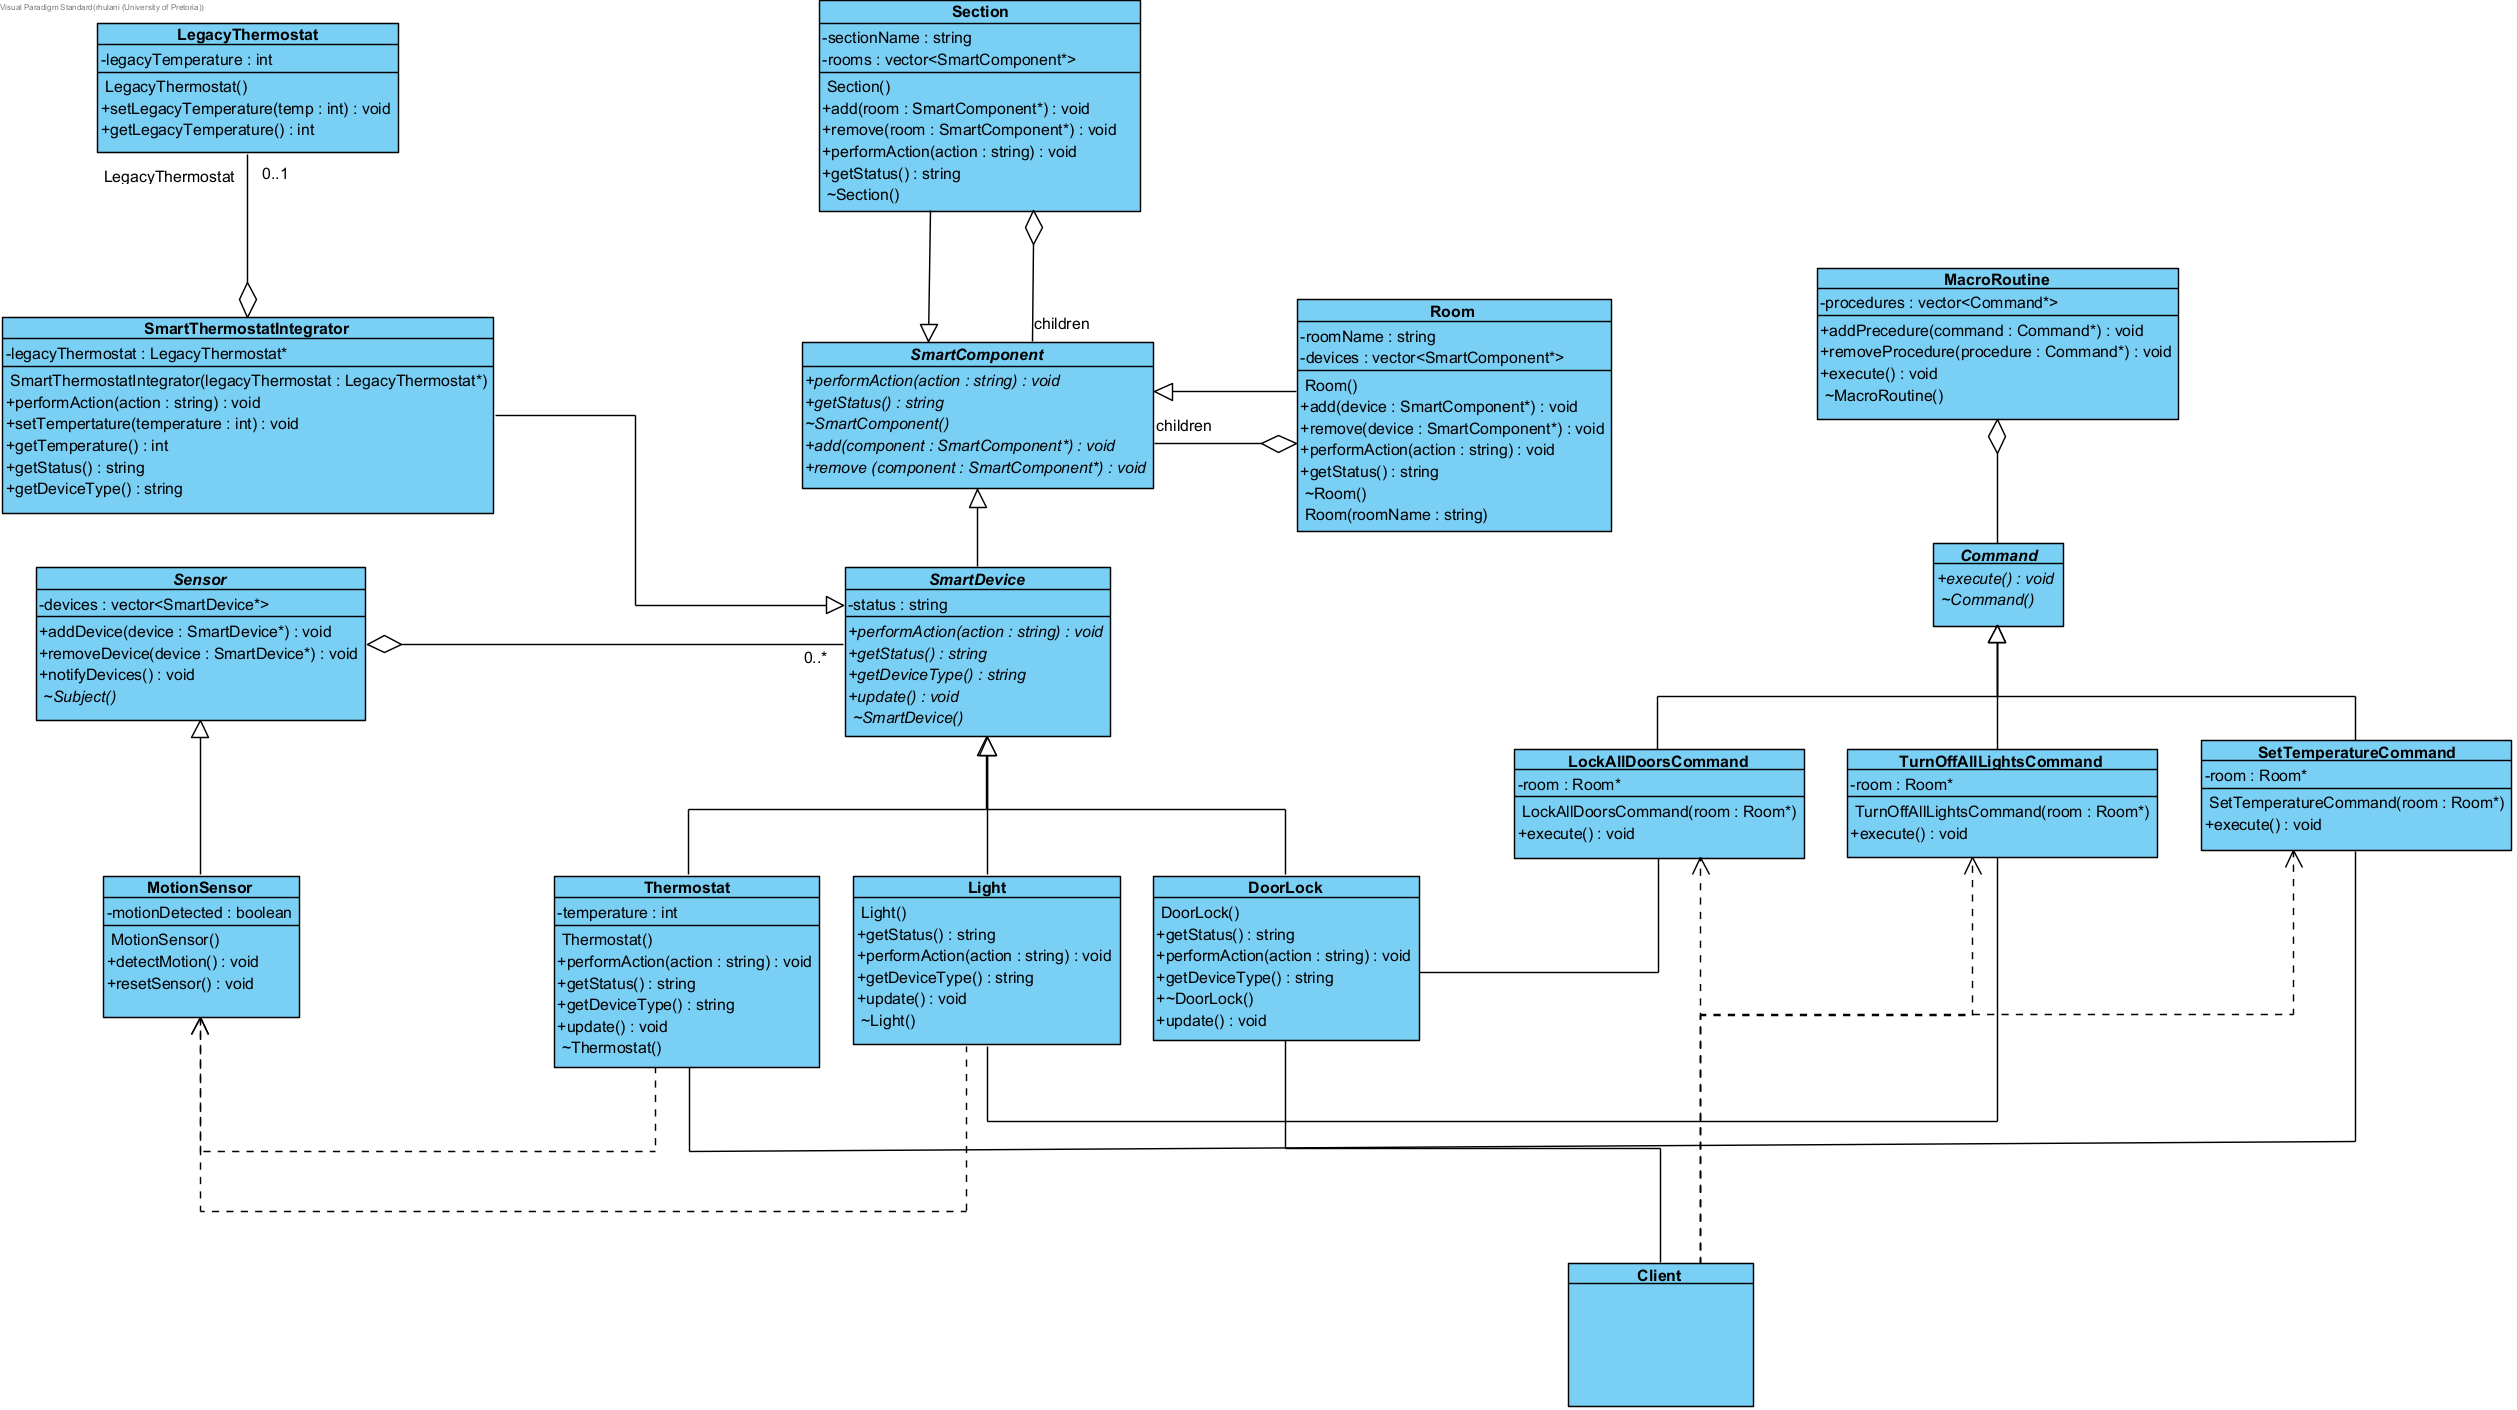 Visual Paradigm Standard(rhulani (University of Pretoria))
LegacyThermostat
-legacyTemperature : int
LegacyThermostat()
+setLegacyTemperature(temp : int) : void
+getLegacyTemperature() : int
LegacyThermostat
0..1
Section
-sectionName : string
-rooms : vector<SmartComponent*>
Section()
+add(room : SmartComponent*) : void
+remove(room : SmartComponent*) : void
+performAction(action : string) : void
+getStatus() : string
~Section()
children
SmartThermostatIntegrator
-legacyThermostat : LegacyThermostat*
SmartThermostatIntegrator(legacyThermostat : LegacyThermostat*)
+performAction(action : string) : void
+setTempertature(temperature : int) : void
+getTemperature() : int
+getStatus() : string
+getDeviceType() : string
SmartComponent
+performAction(action : string) : void
+getStatus() : string
~SmartComponent()
+add(component : SmartComponent*) : void
+remove (component : SmartComponent*) : void
children
Room
-roomName : string
-devices : vector<SmartComponent*>
Room()
+add(device : SmartComponent*) : void
+remove(device : SmartComponent*) : void
+performAction(action : string) : void
+getStatus() : string
~Room()
Room(roomName : string)
MacroRoutine
-procedures : vector<Command*>
+addPrecedure(command : Command*) : void
+removeProcedure(procedure : Command*) : void
+execute() : void
~MacroRoutine()
Command
+execute() : void
~Command()
Sensor
-devices : vector<SmartDevice*>
+addDevice(device : SmartDevice*) : void
+removeDevice(device : SmartDevice*) : void
+notifyDevices() : void
~Subject()
0..*
SmartDevice
-status : string
+performAction(action : string) : void
+getStatus() : string
+getDeviceType() : string
+update() : void
~SmartDevice()
LockAllDoorsCommand
-room : Room*
LockAllDoorsCommand(room : Room*)
+execute() : void
TurnOffAllLightsCommand
-room : Room*
TurnOffAllLightsCommand(room : Room*)
+execute() : void
SetTemperatureCommand
-room : Room*
SetTemperatureCommand(room : Room*)
+execute() : void
MotionSensor
-motionDetected : boolean
MotionSensor()
+detectMotion() : void
+resetSensor() : void
Thermostat
-temperature : int
Thermostat()
+performAction(action : string) : void
+getStatus() : string
+getDeviceType() : string
+update() : void
~Thermostat()
Light
Light()
+getStatus() : string
+performAction(action : string) : void
+getDeviceType() : string
+update() : void
~Light()
DoorLock
DoorLock()
+getStatus() : string
+performAction(action : string) : void
+getDeviceType() : string
+~DoorLock()
+update() : void
Client